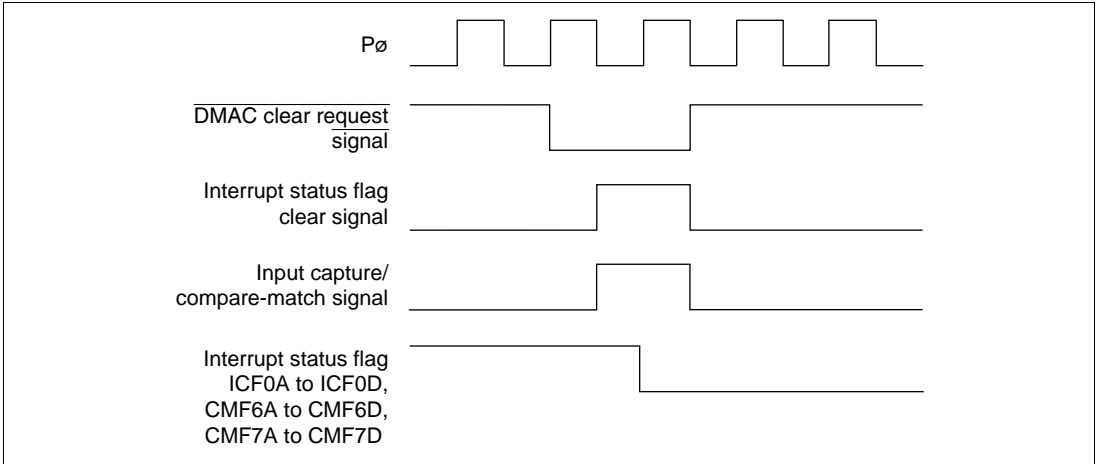 Pø
DMAC clear request
signal
Interrupt status flag
clear signal
Input capture/
compare-match signal
Interrupt status flag
ICF0A to ICF0D,
CMF6A to CMF6D,
CMF7A to CMF7D